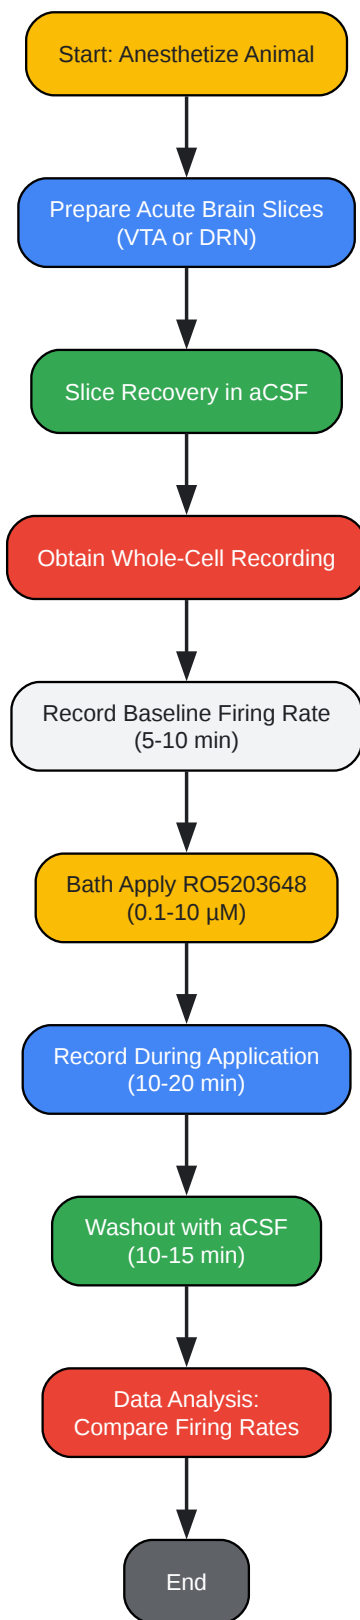 Start: Anesthetize Animal
Prepare Acute Brain Slices
(VTA or DRN)
Slice Recovery in aCSF
Obtain Whole-Cell Recording
Record Baseline Firing Rate
(5-10 min)
Bath Apply RO5203648
(0.1-10 µM)
Record During Application
(10-20 min)
Washout with aCSF
(10-15 min)
Data Analysis:
Compare Firing Rates
End